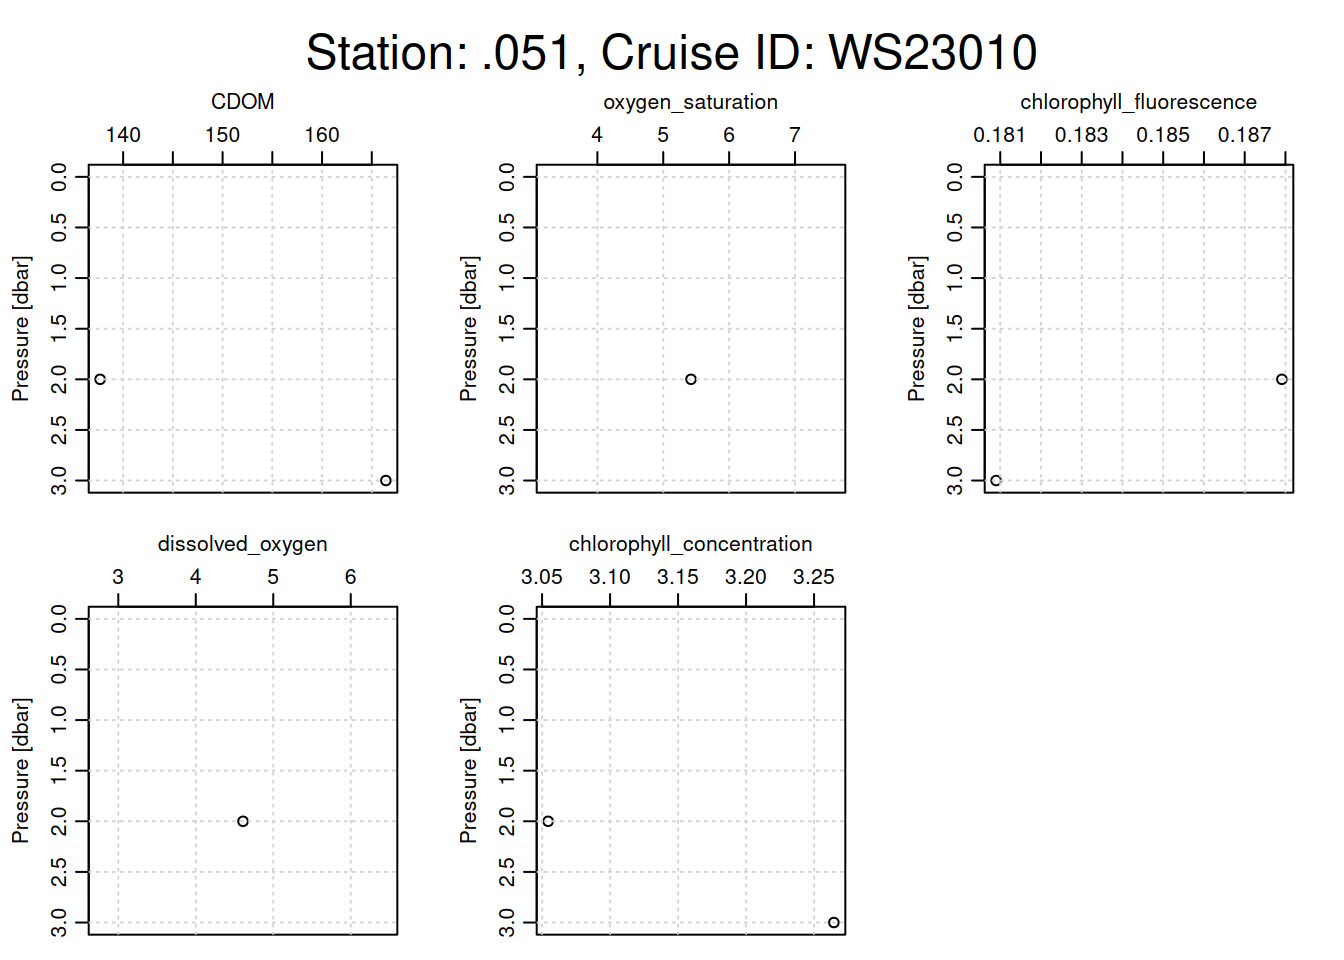 Station: .051, Cruise ID: WS23010
CDOM
140 150 160
Pressure [dbar]
0.0 0.5 1.0 1.5 2.0 2.5 3.0
oxygen_saturation
4 5 6 7
Pressure [dbar]
0.0 0.5 1.0 1.5 2.0 2.5 3.0
chlorophyll_fluorescence
0.181 0.183 0.185 0.187
Pressure [dbar]
0.0 0.5 1.0 1.5 2.0 2.5 3.0
dissolved_oxygen
3 4 5 6
Pressure [dbar]
0.0 0.5 1.0 1.5 2.0 2.5 3.0
chlorophyll_concentration
3.05 3.10 3.15 3.20 3.25
Pressure [dbar]
0.0 0.5 1.0 1.5 2.0 2.5 3.0